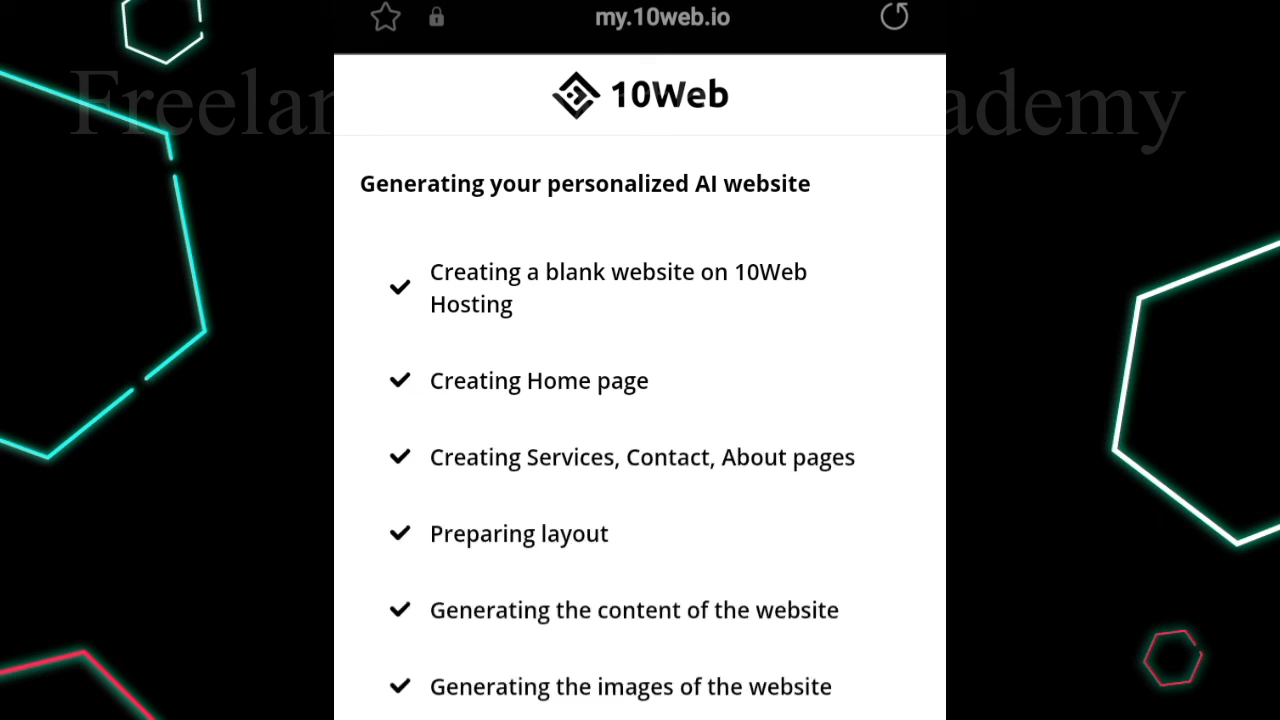 my.10web.io
10Web
Generating your personalized AI website
Creating a blank website on 10Web
Hosting
Creating Home page
Creating Services, Contact, About pages
Preparing layout
Generating the content of the website
Generating the images of the website